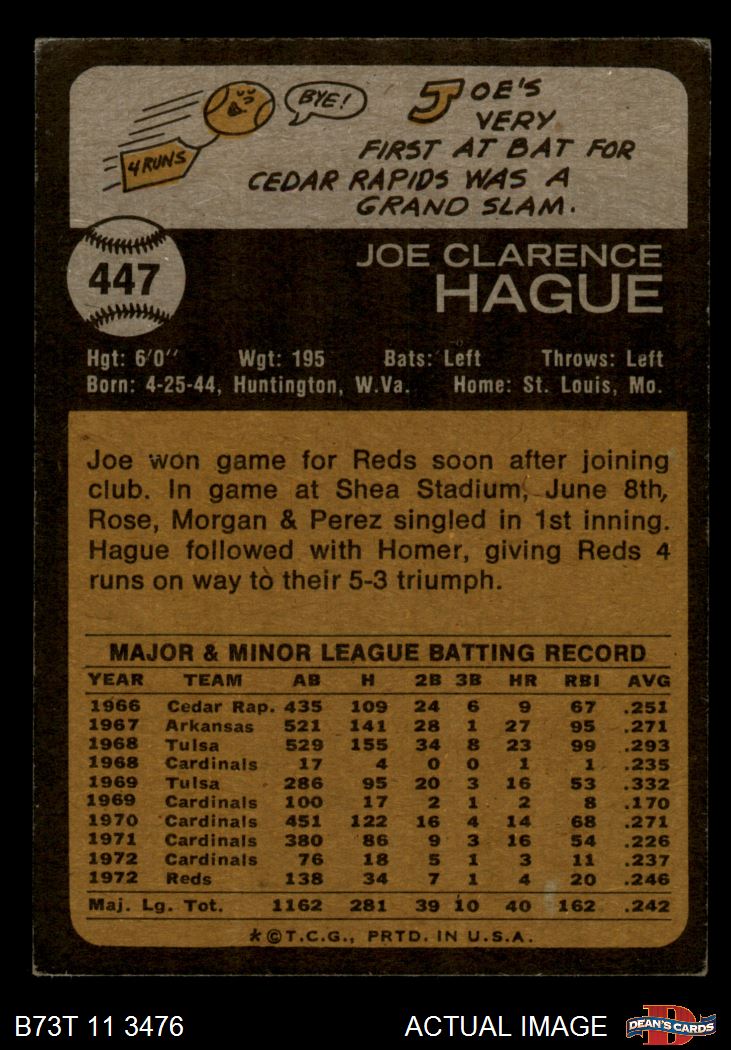 4 RUNS
BYE!
JOE'S
VERY
FIRST AT BAT FOR
CEDAR RAPIDS WAS A
GRAND SLAM.
447
JOE CLARENCE
HAGUE
Hgt: 6'0" Wgt: 195 Bats: Left Throws: Left
Born: 4-25-44, Huntington, W.Va. Home: St. Louis, Mo.
Joe won game for Reds soon after joining
club. In game at Shea Stadium, June 8th,
Rose, Morgan & Perez singled in 1st inning.
Hague followed with Homer, giving Reds 4
runs on way to their 5-3 triumph.
MAJOR & MINOR LEAGUE BATTING RECORD
YEAR TEAM AB H 2B 3B HR RBI AVG
1966 Cedar Rap. 435 109 24 6 9 67 .251
1967 Arkansas 521 141 28 1 27 95 .271
1968 Tulsa 529 155 34 8 23 99 .293
1968 Cardinals 17 4 0 0 1 1 .235
1969 Tulsa 286 95 20 3 16 53 .332
1969 Cardinals 100 17 2 1 2 8 .170
1970 Cardinals 451 122 16 4 14 68 .271
1971 Cardinals 380 86 9 3 16 54 .226
1972 Cardinals 76 18 5 1 3 11 .237
1972 Reds 138 34 7 1 4 20 .246
Maj. Lg. Tot. 1162 281 39 10 40 162 .242
*©T.C.G., PRTD. IN U.S.A.
B73T 11 3476 ACTUAL IMAGE
D
DEAN'S CARDS